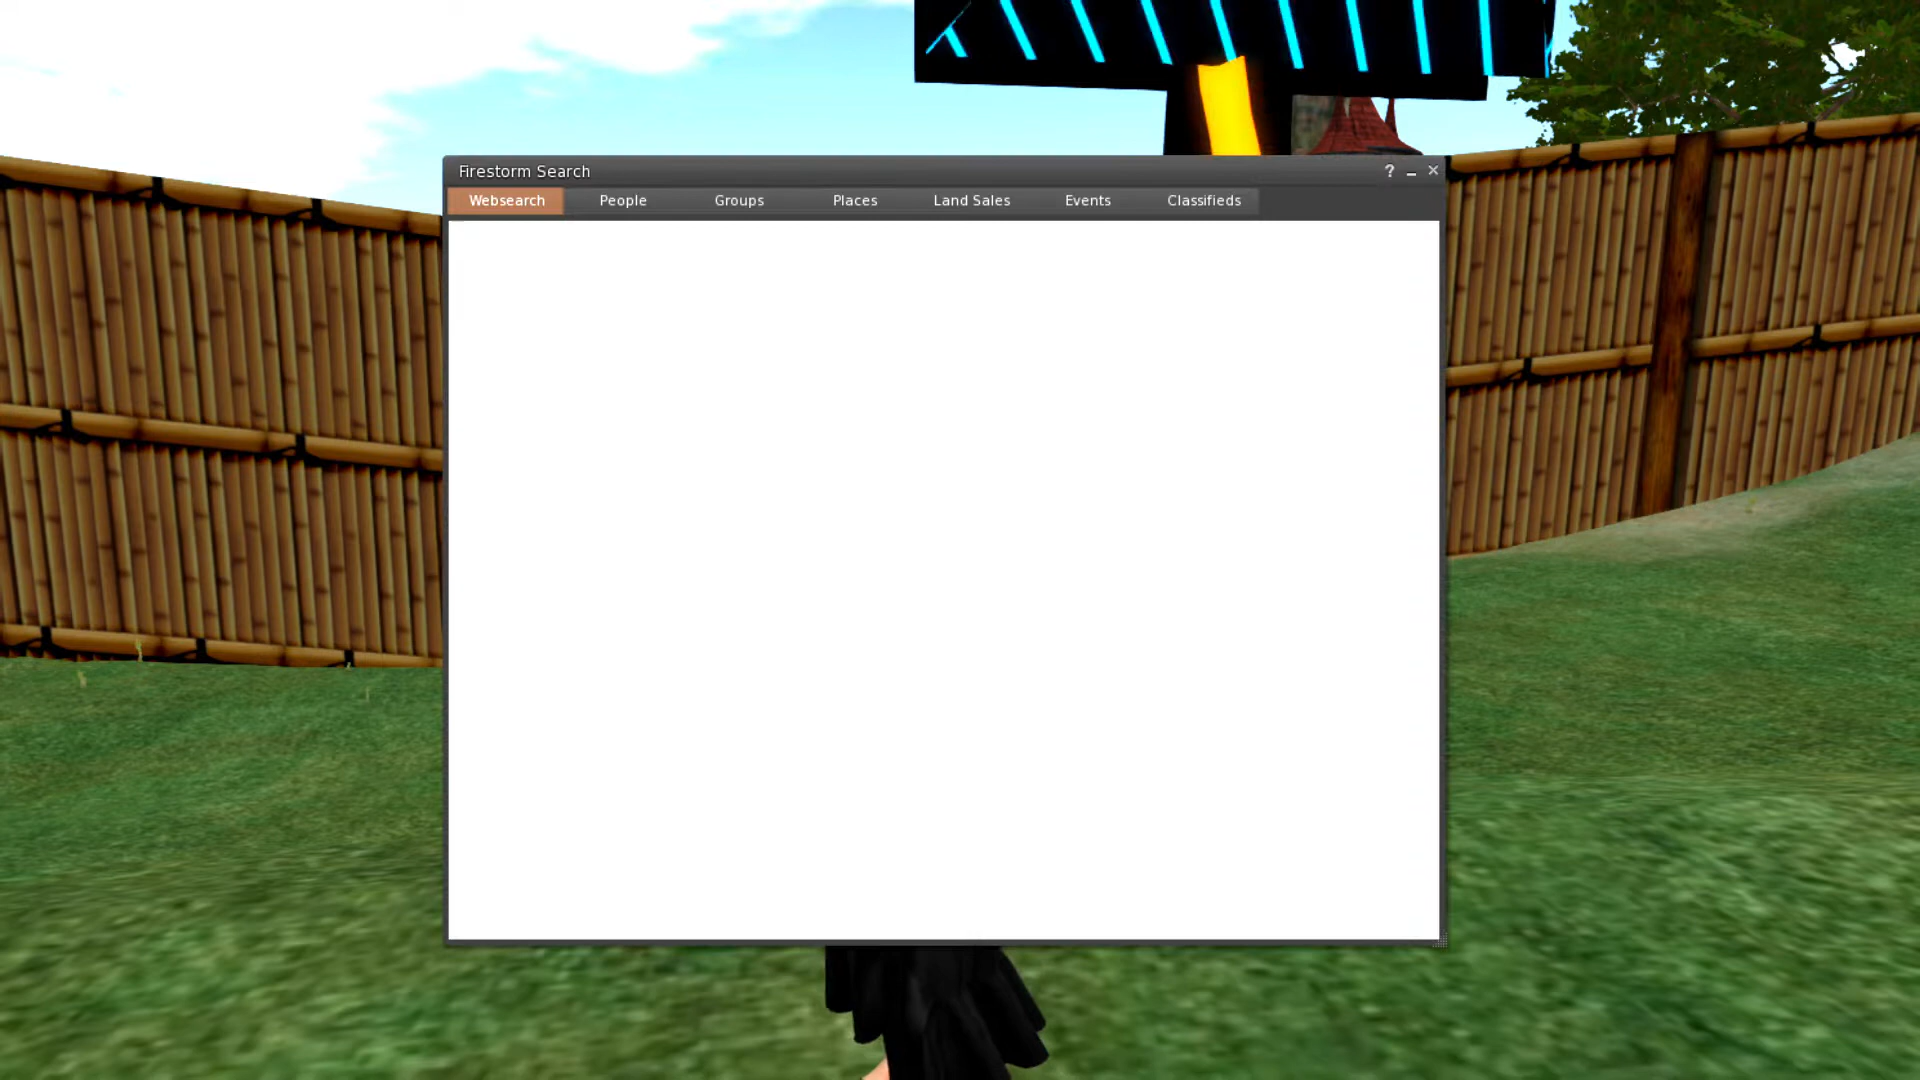 Firestorm Search
? _ ×
Websearch People Groups Places Land Sales Events Classifieds